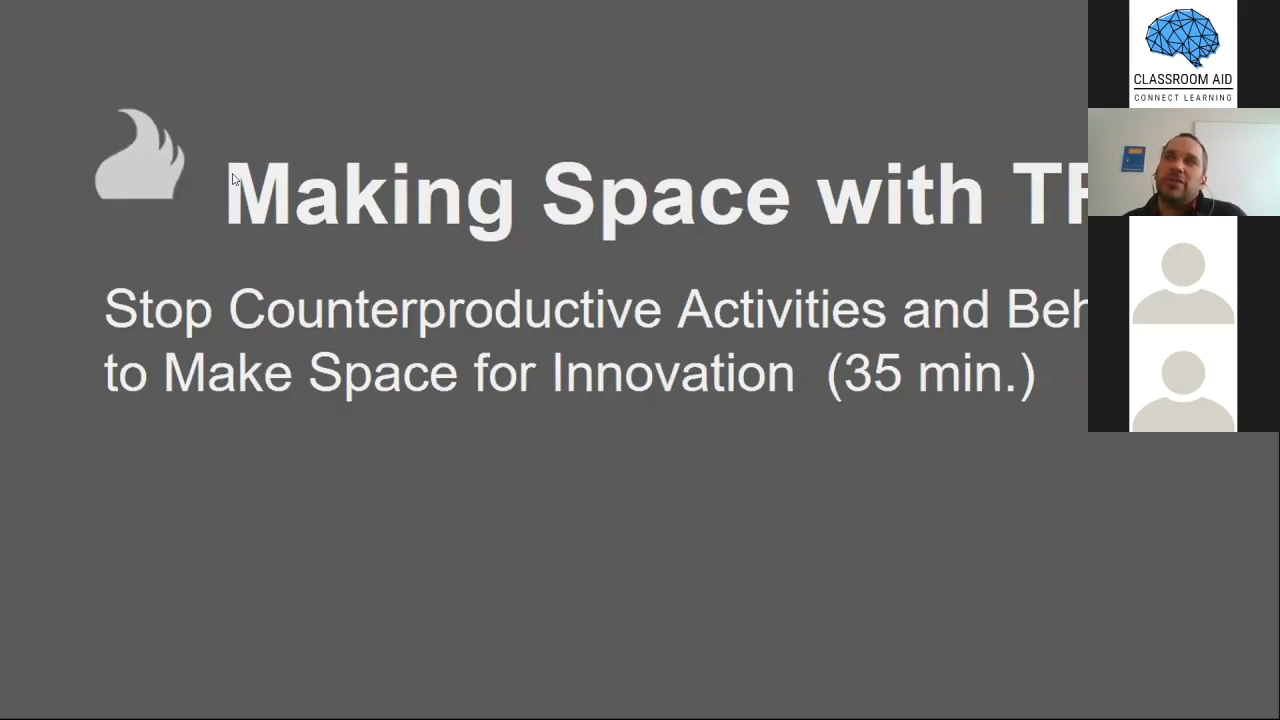 Making Space with
Stop Counterproductive Activities and
to Make Space for Innovation (35 min.)
CLASSROOM AID
CONNECT LEARNING